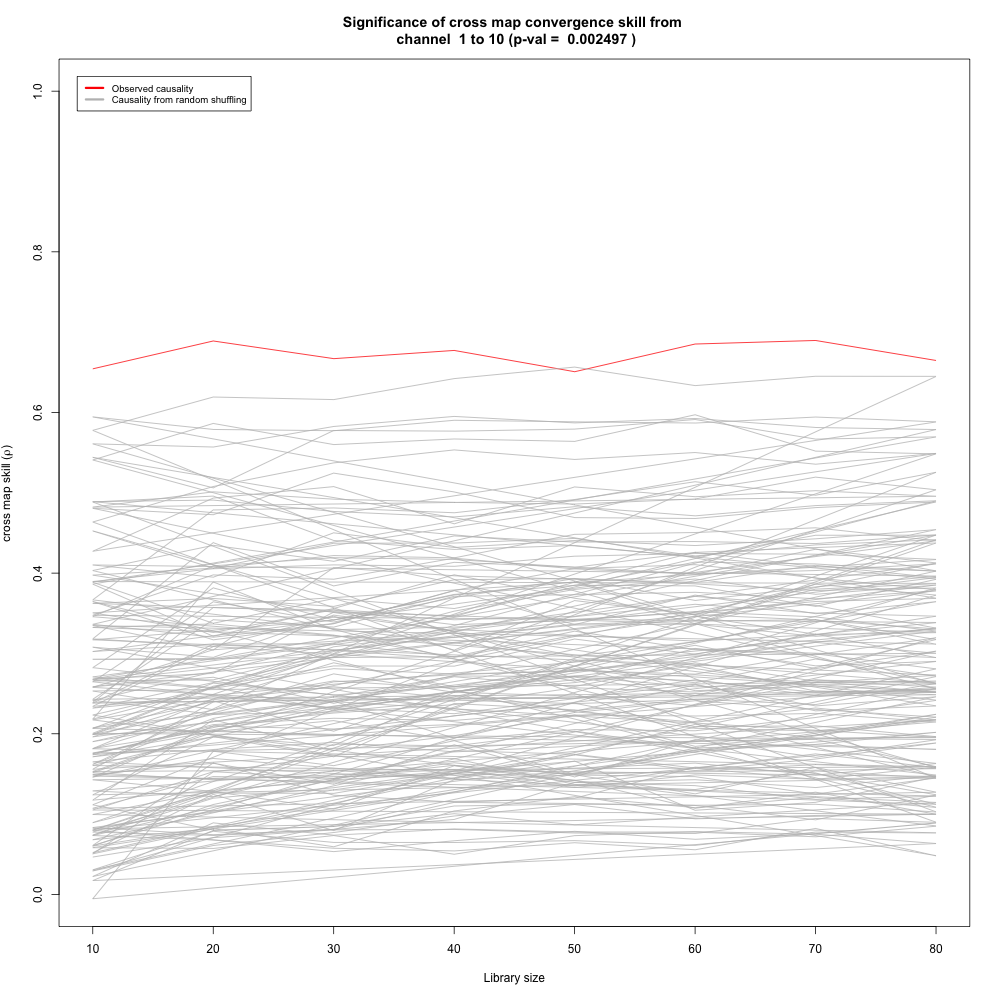 Significance of cross map convergence skill from
channel  1 to 10 (p-val =  0.002497 )
Observed causality
Causality from random shuffling
cross map skill (ρ)
1.0
0.8
0.6
0.4
0.2
0.0
10 20 30 40 50 60 70 80
Library size